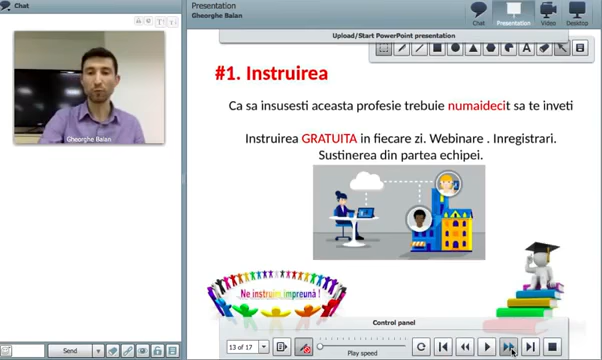 Chat
Presentation
Gheorghe Balan
Chat
Presentation
Video
Desktop
Upload/Start PowerPoint presentation
#1. Instruirea
Ca sa insusesti aceasta profesie trebuie numaidecit sa te inveti
Instruirea GRATUITA in fiecare zi. Webinare . Inregistrari.
Sustinerea din partea echipei.
Ne instruim împreună !
Gheorghe Balan
Send
Control panel
13 of 17
Play speed